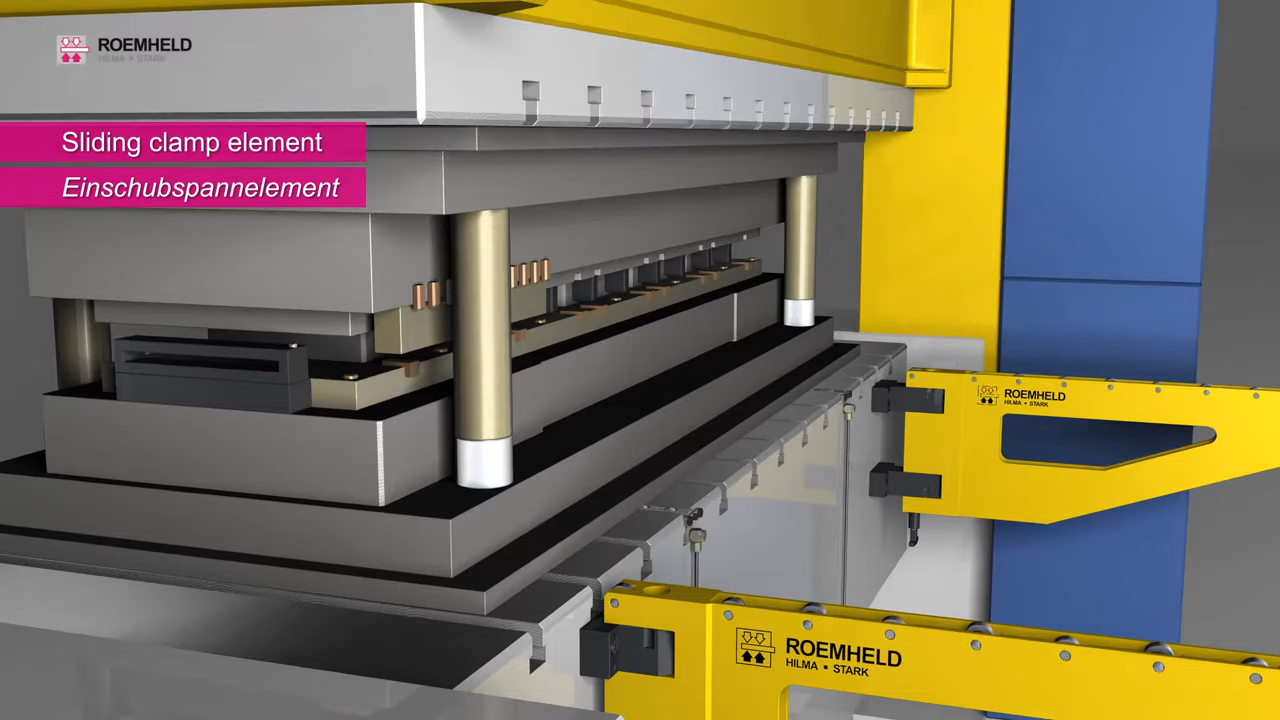 ROEMHELD
HILMA ▪ STARK
Sliding clamp element
Einschubspannelement
ROEMHELD
HILMA ▪ STARK
ROEMHELD
HILMA ▪ STARK